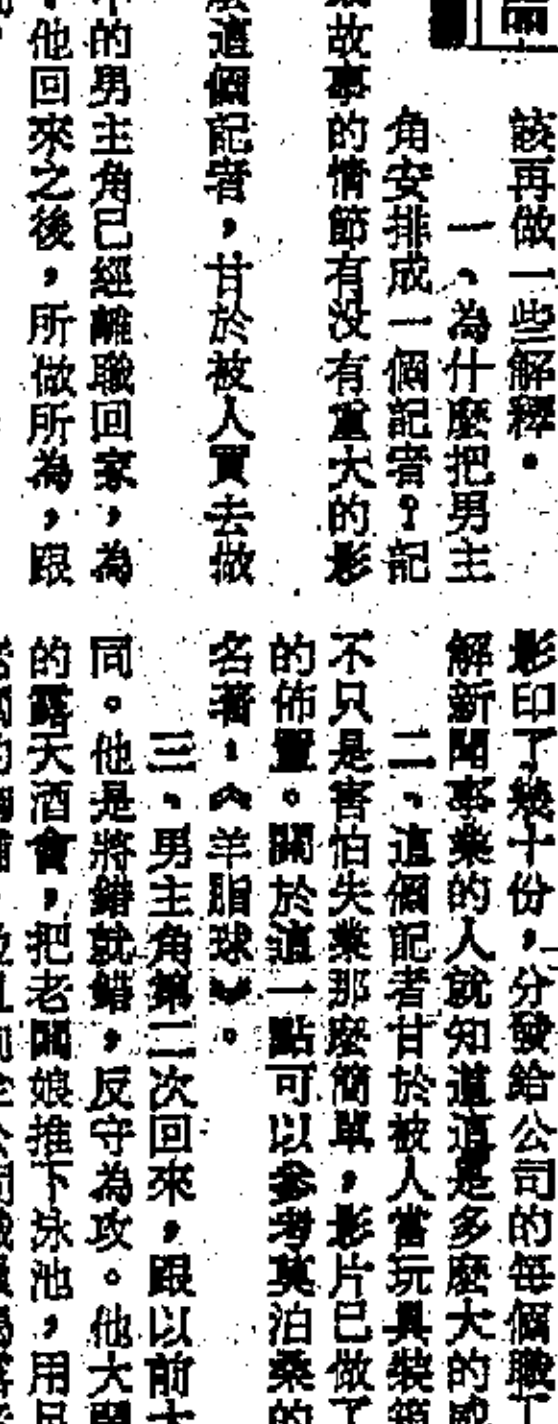 該再做一些解釋。
一、為什麼把男主
角安排成一個記者？記
故事的情節有沒有重大的影
這個記者，甘於被人買去做
的男主角已經離職回家，為
。他回來之後，所做所為，跟
影印了幾十份，分發給公司的每個職工
解新聞事業的人就知道這是多麼大的
二、這個記者甘於被人當玩具裝箱
不只是害怕失業那麼簡單，影片已做了
的佈置。關於這一點可以參考莫泊桑的
名著：《羊脂球》。
三、男主角第二次回來，跟以前大
同。他是將錯就錯，反守為攻。他大鬧
的露天酒會，把老闆娘推下泳池，用